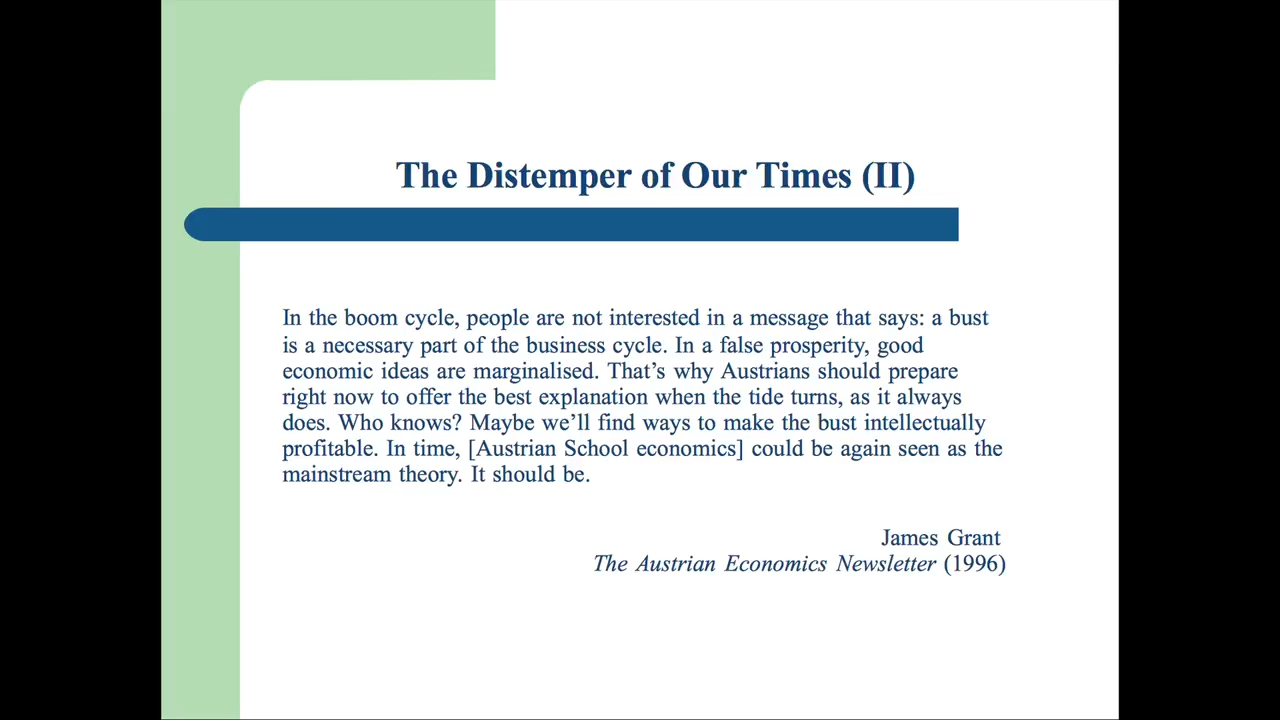 The Distemper of Our Times (II)
In the boom cycle, people are not interested in a message that says: a bust
is a necessary part of the business cycle. In a false prosperity, good
economic ideas are marginalised. That’s why Austrians should prepare
right now to offer the best explanation when the tide turns, as it always
does. Who knows? Maybe we’ll find ways to make the bust intellectually
profitable. In time, [Austrian School economics] could be again seen as the
mainstream theory. It should be.
James Grant
The Austrian Economics Newsletter (1996)